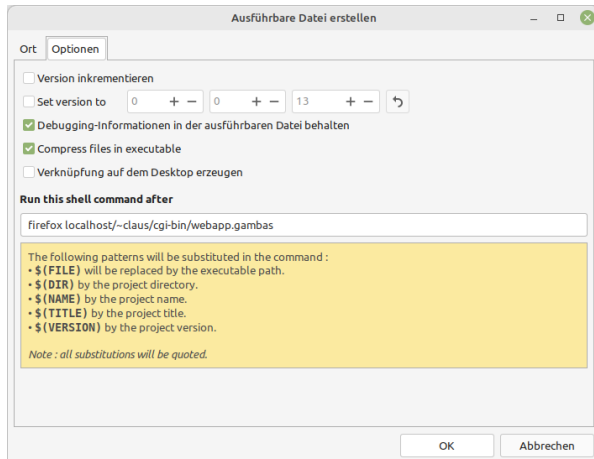 Ausführbare Datei erstellen
Ort Optionen
Version inkrementieren
Set version to 0 + − 0 + − 13 + −
Debugging-Informationen in der ausführbaren Datei behalten
Compress files in executable
Verknüpfung auf dem Desktop erzeugen
Run this shell command after
firefox localhost/~claus/cgi-bin/webapp.gambas
The following patterns will be substituted in the command :
• $(FILE) will be replaced by the executable path.
• $(DIR) by the project directory.
• $(NAME) by the project name.
• $(TITLE) by the project title.
• $(VERSION) by the project version.
Note : all substitutions will be quoted.
OK Abbrechen